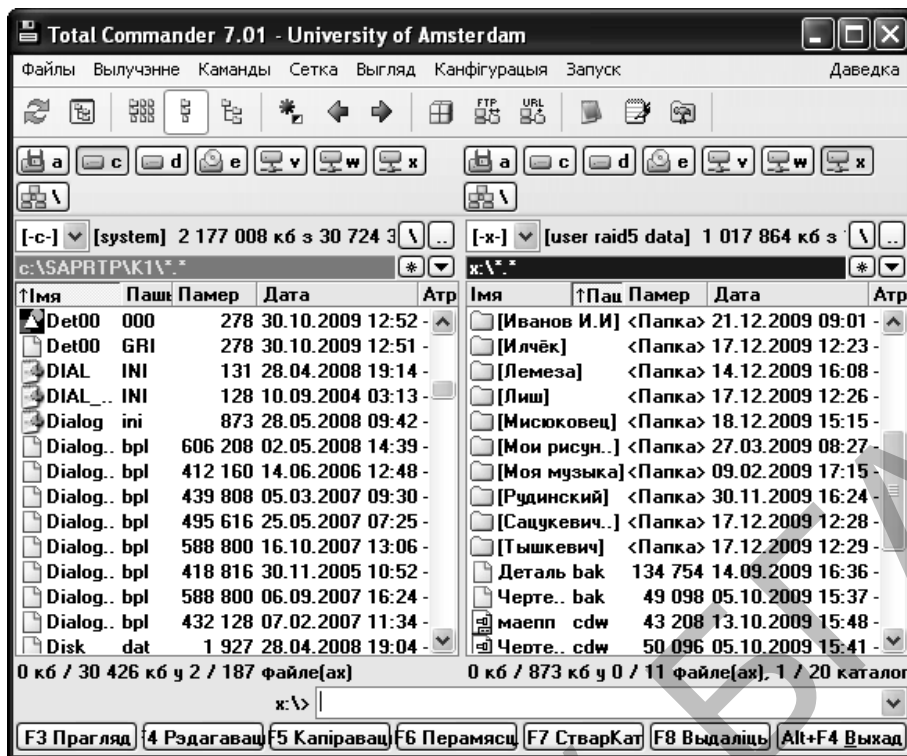 Total Commander 7.01 - University of Amsterdam
Файлы Вылучэнне Каманды Сетка Выгляд Канфігурацыя Запуск Даведка
FTP URL
a c d e v w x a c d e v w x
\ \
[-c-] [system] 2 177 008 кб з 30 724 3 \ .. [-x-] [user raid5 data] 1 017 864 кб з \ ..
c:\SAPRTP\K1\*.* * x:\*.* *
↑Імя Пашы Памер Дата Атр Імя ↑Паш Памер Дата Атр
Det00 000 278 30.10.2009 12:52 - [Иванов И.И] <Папка> 21.12.2009 09:01 -
Det00 GRI 278 30.10.2009 12:51 - [Илчёк] <Папка> 17.12.2009 12:23 -
DIAL INI 131 28.04.2008 19:14 - [Лемеза] <Папка> 14.12.2009 16:08 -
DIAL_.. INI 128 10.09.2004 03:13 - [Лиш] <Папка> 17.12.2009 12:26 -
Dialog ini 873 28.05.2008 09:42 - [Мисюковец] <Папка> 18.12.2009 15:15 -
Dialog.. bpl 606 208 02.05.2008 14:39 - [Мои рисун..] <Папка> 27.03.2009 08:27 -
Dialog.. bpl 412 160 14.06.2006 12:48 - [Моя музыка] <Папка> 09.02.2009 17:15 -
Dialog.. bpl 439 808 05.03.2007 09:30 - [Рудинский] <Папка> 30.11.2009 16:24 -
Dialog.. bpl 495 616 25.05.2007 07:25 - [Сацукевич..] <Папка> 17.12.2009 12:28 -
Dialog.. bpl 588 800 16.10.2007 13:06 - [Тышкевич] <Папка> 17.12.2009 12:29 -
Dialog.. bpl 418 816 30.11.2005 10:52 - Деталь bak 134 754 14.09.2009 16:36 -
Dialog.. bpl 588 800 06.09.2007 16:24 - Черте.. bak 49 098 05.10.2009 15:37 -
Dialog.. bpl 432 128 07.02.2007 11:34 - маепп cdw 43 208 13.10.2009 15:48 -
Disk dat 1 927 28.04.2008 19:04 - Черте.. cdw 50 096 05.10.2009 15:41 -
0 кб / 30 426 кб у 2 / 187 файле(ах) 0 кб / 873 кб у 0 / 11 файле(ах), 1 / 20 каталог
x:\>
F3 Прагляд F4 Рэдагаваць F5 Капіраваць F6 Перамясц F7 СтварКат F8 Выдаліць Alt+F4 Выхад